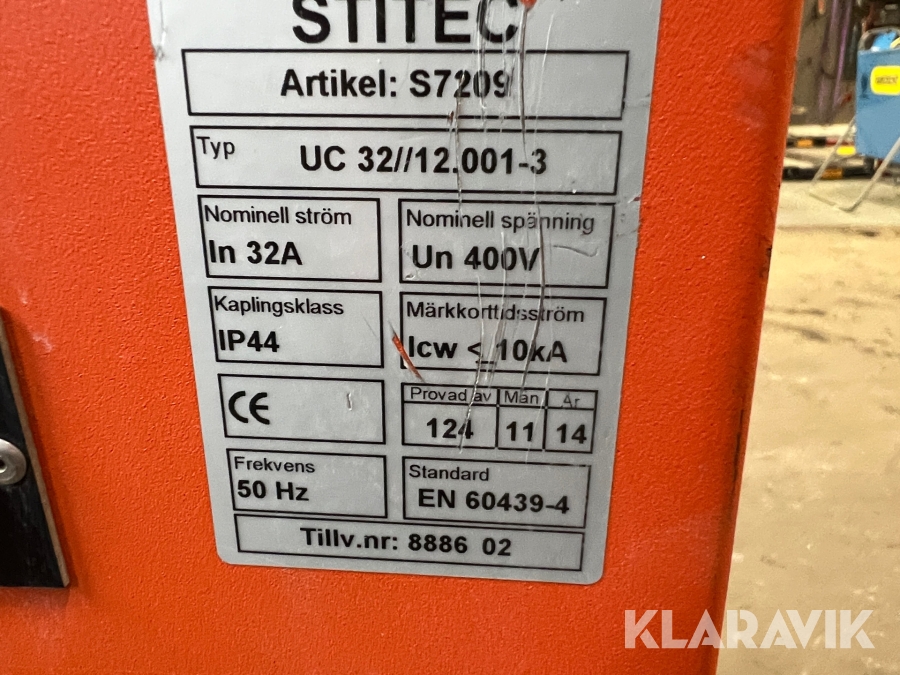 STITEC
Artikel: S7209
Typ
UC 32//12.001-3
Nominell ström
In 32A
Nominell spänning
Un 400V
Kaplingsklass
IP44
Märkkorttidsström
Icw ≤ 10kA
CE
Provad av Mån År
124 11 14
Frekvens
50 Hz
Standard
EN 60439-4
Tillv.nr: 8886 02
KLARAVIK